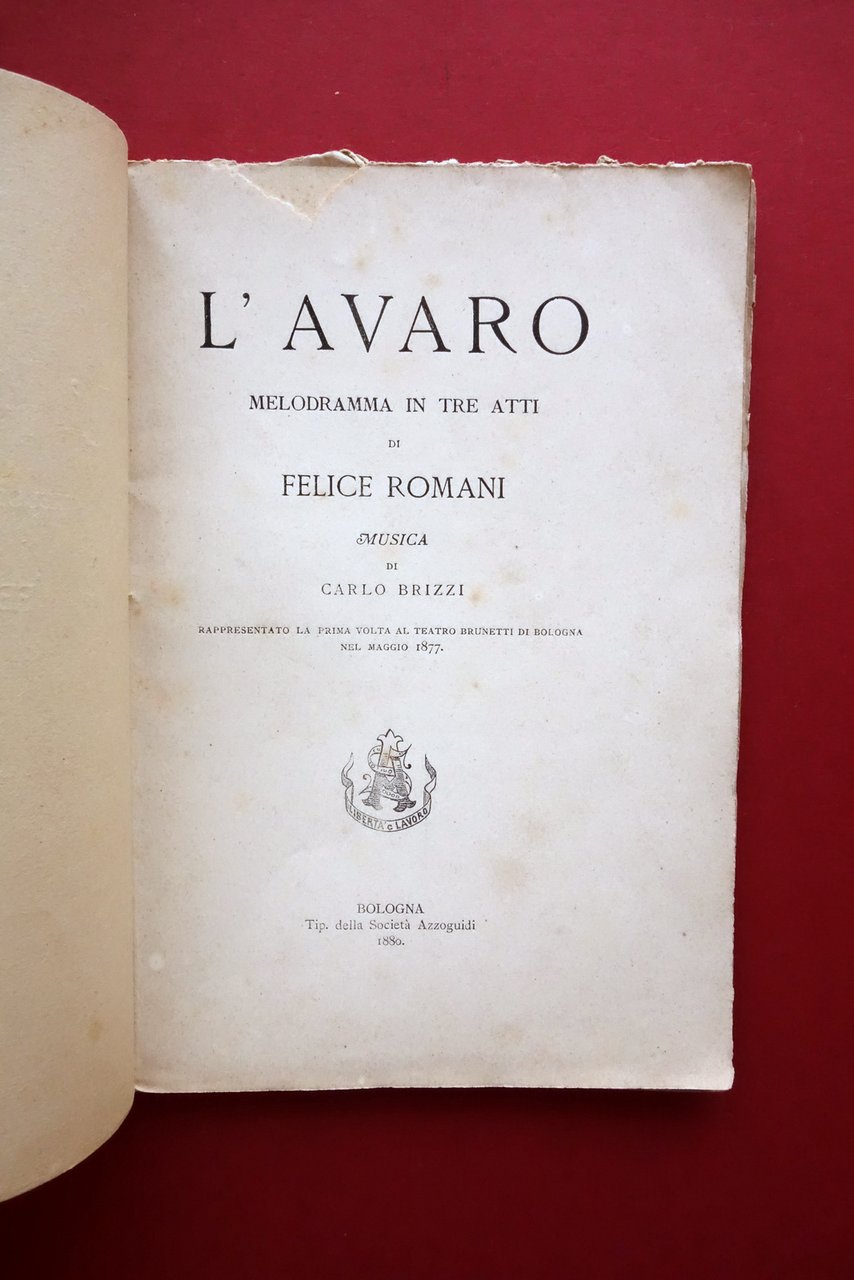 L' AVARO
MELODRAMMA IN TRE ATTI
DI
FELICE ROMANI
MUSICA
DI
CARLO BRIZZI
RAPPRESENTATO LA PRIMA VOLTA AL TEATRO BRUNETTI DI BOLOGNA
NEL MAGGIO 1877.
LIBERTÀ e LAVORO
BOLOGNA
Tip. della Società Azzoguidi
1880.